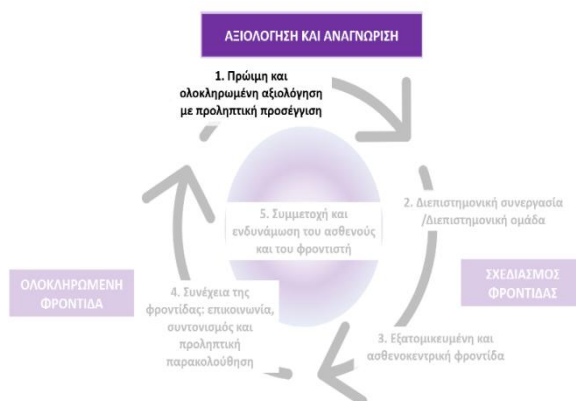 ΑΞΙΟΛΟΓΗΣΗ ΚΑΙ ΑΝΑΓΝΩΡΙΣΗ
1. Πρώιμη και
ολοκληρωμένη αξιολόγηση
με προληπτική προσέγγιση
2. Διεπιστημονική συνεργασία
/Διεπιστημονική ομάδα
5. Συμμετοχή και
ενδυνάμωση του ασθενούς
και του φροντιστή
ΣΧΕΔΙΑΣΜΟΣ
ΦΡΟΝΤΙΔΑΣ
3. Εξατομικευμένη και
ασθενοκεντρική φροντίδα
4. Συνέχεια της
φροντίδας: επικοινωνία,
συντονισμός και
προληπτική
παρακολούθηση
ΟΛΟΚΛΗΡΩΜΕΝΗ
ΦΡΟΝΤΙΔΑ